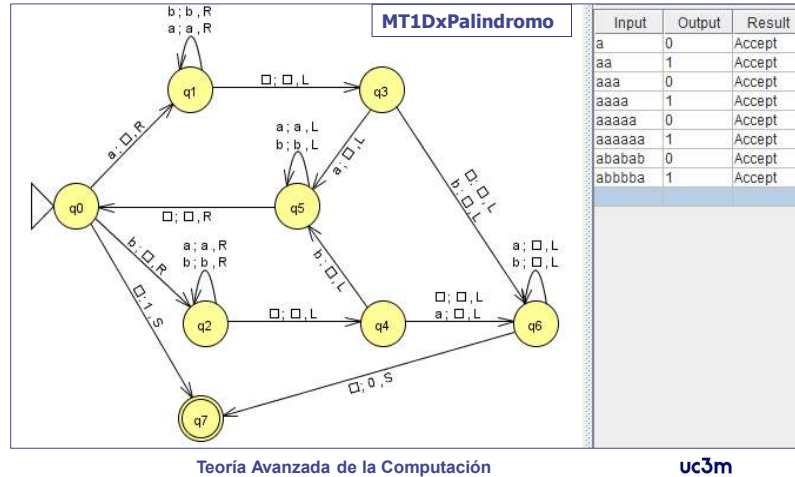 MT1DxPalindromo
b; b, R
a; a, R
q1
□; □, L
q3
a; □, R
a; a, L
b; b, L
a; □, L
□; □, L
b; □, L
q0
□; □, R
q5
b; □, R
a; a, R
b; b, R
b; □, L
a; □, L
b; □, L
□; 1, S
q2
□; □, L
q4
□; □, L
a; □, L
q6
□; 0, S
q7
Input Output Result
a 0 Accept
aa 1 Accept
aaa 0 Accept
aaaa 1 Accept
aaaaa 0 Accept
aaaaaa 1 Accept
ababab 0 Accept
abbbba 1 Accept
Teoría Avanzada de la Computación
uc3m